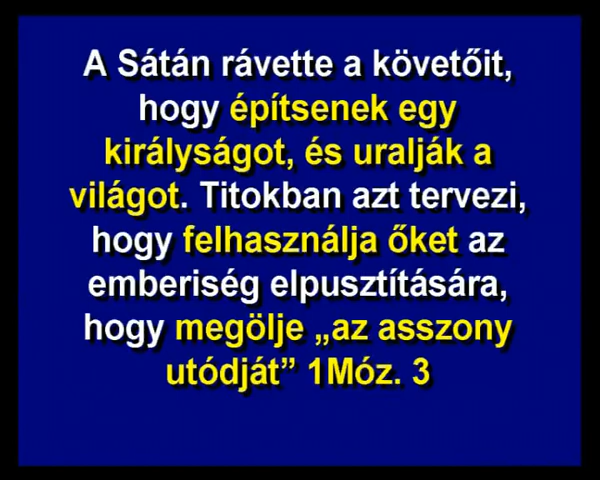 A Sátán rávette a követőit,
hogy építsenek egy
királyságot, és uralják a
világot. Titokban azt tervezi,
hogy felhasználja őket az
emberiség elpusztítására,
hogy megölje „az asszony
utódját” 1Móz. 3